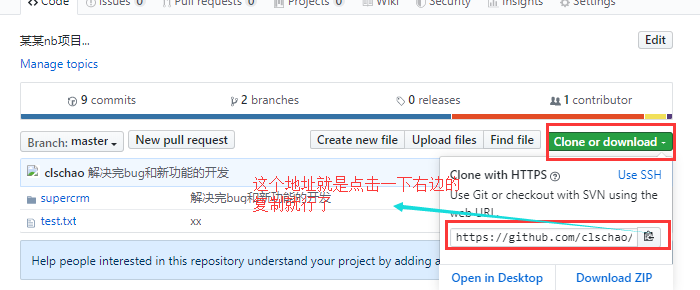 Code Issues 0 Pull requests 0 Projects 0 Wiki Security Insights Settings
某某nb项目... Edit
Manage topics
9 commits 2 branches 0 releases 1 contributor
Branch: master New pull request Create new file Upload files Find file Clone or download
clschao 解决完bug和新功能的开发
supercrm 解决完bug和新功能的开发
test.txt xx
Help people interested in this repository understand your project by adding a
这个地址就是点击一下右边的
复制就行了
Clone with HTTPS Use SSH
Use Git or checkout with SVN using the
web URL.
https://github.com/clschao/
Open in Desktop Download ZIP